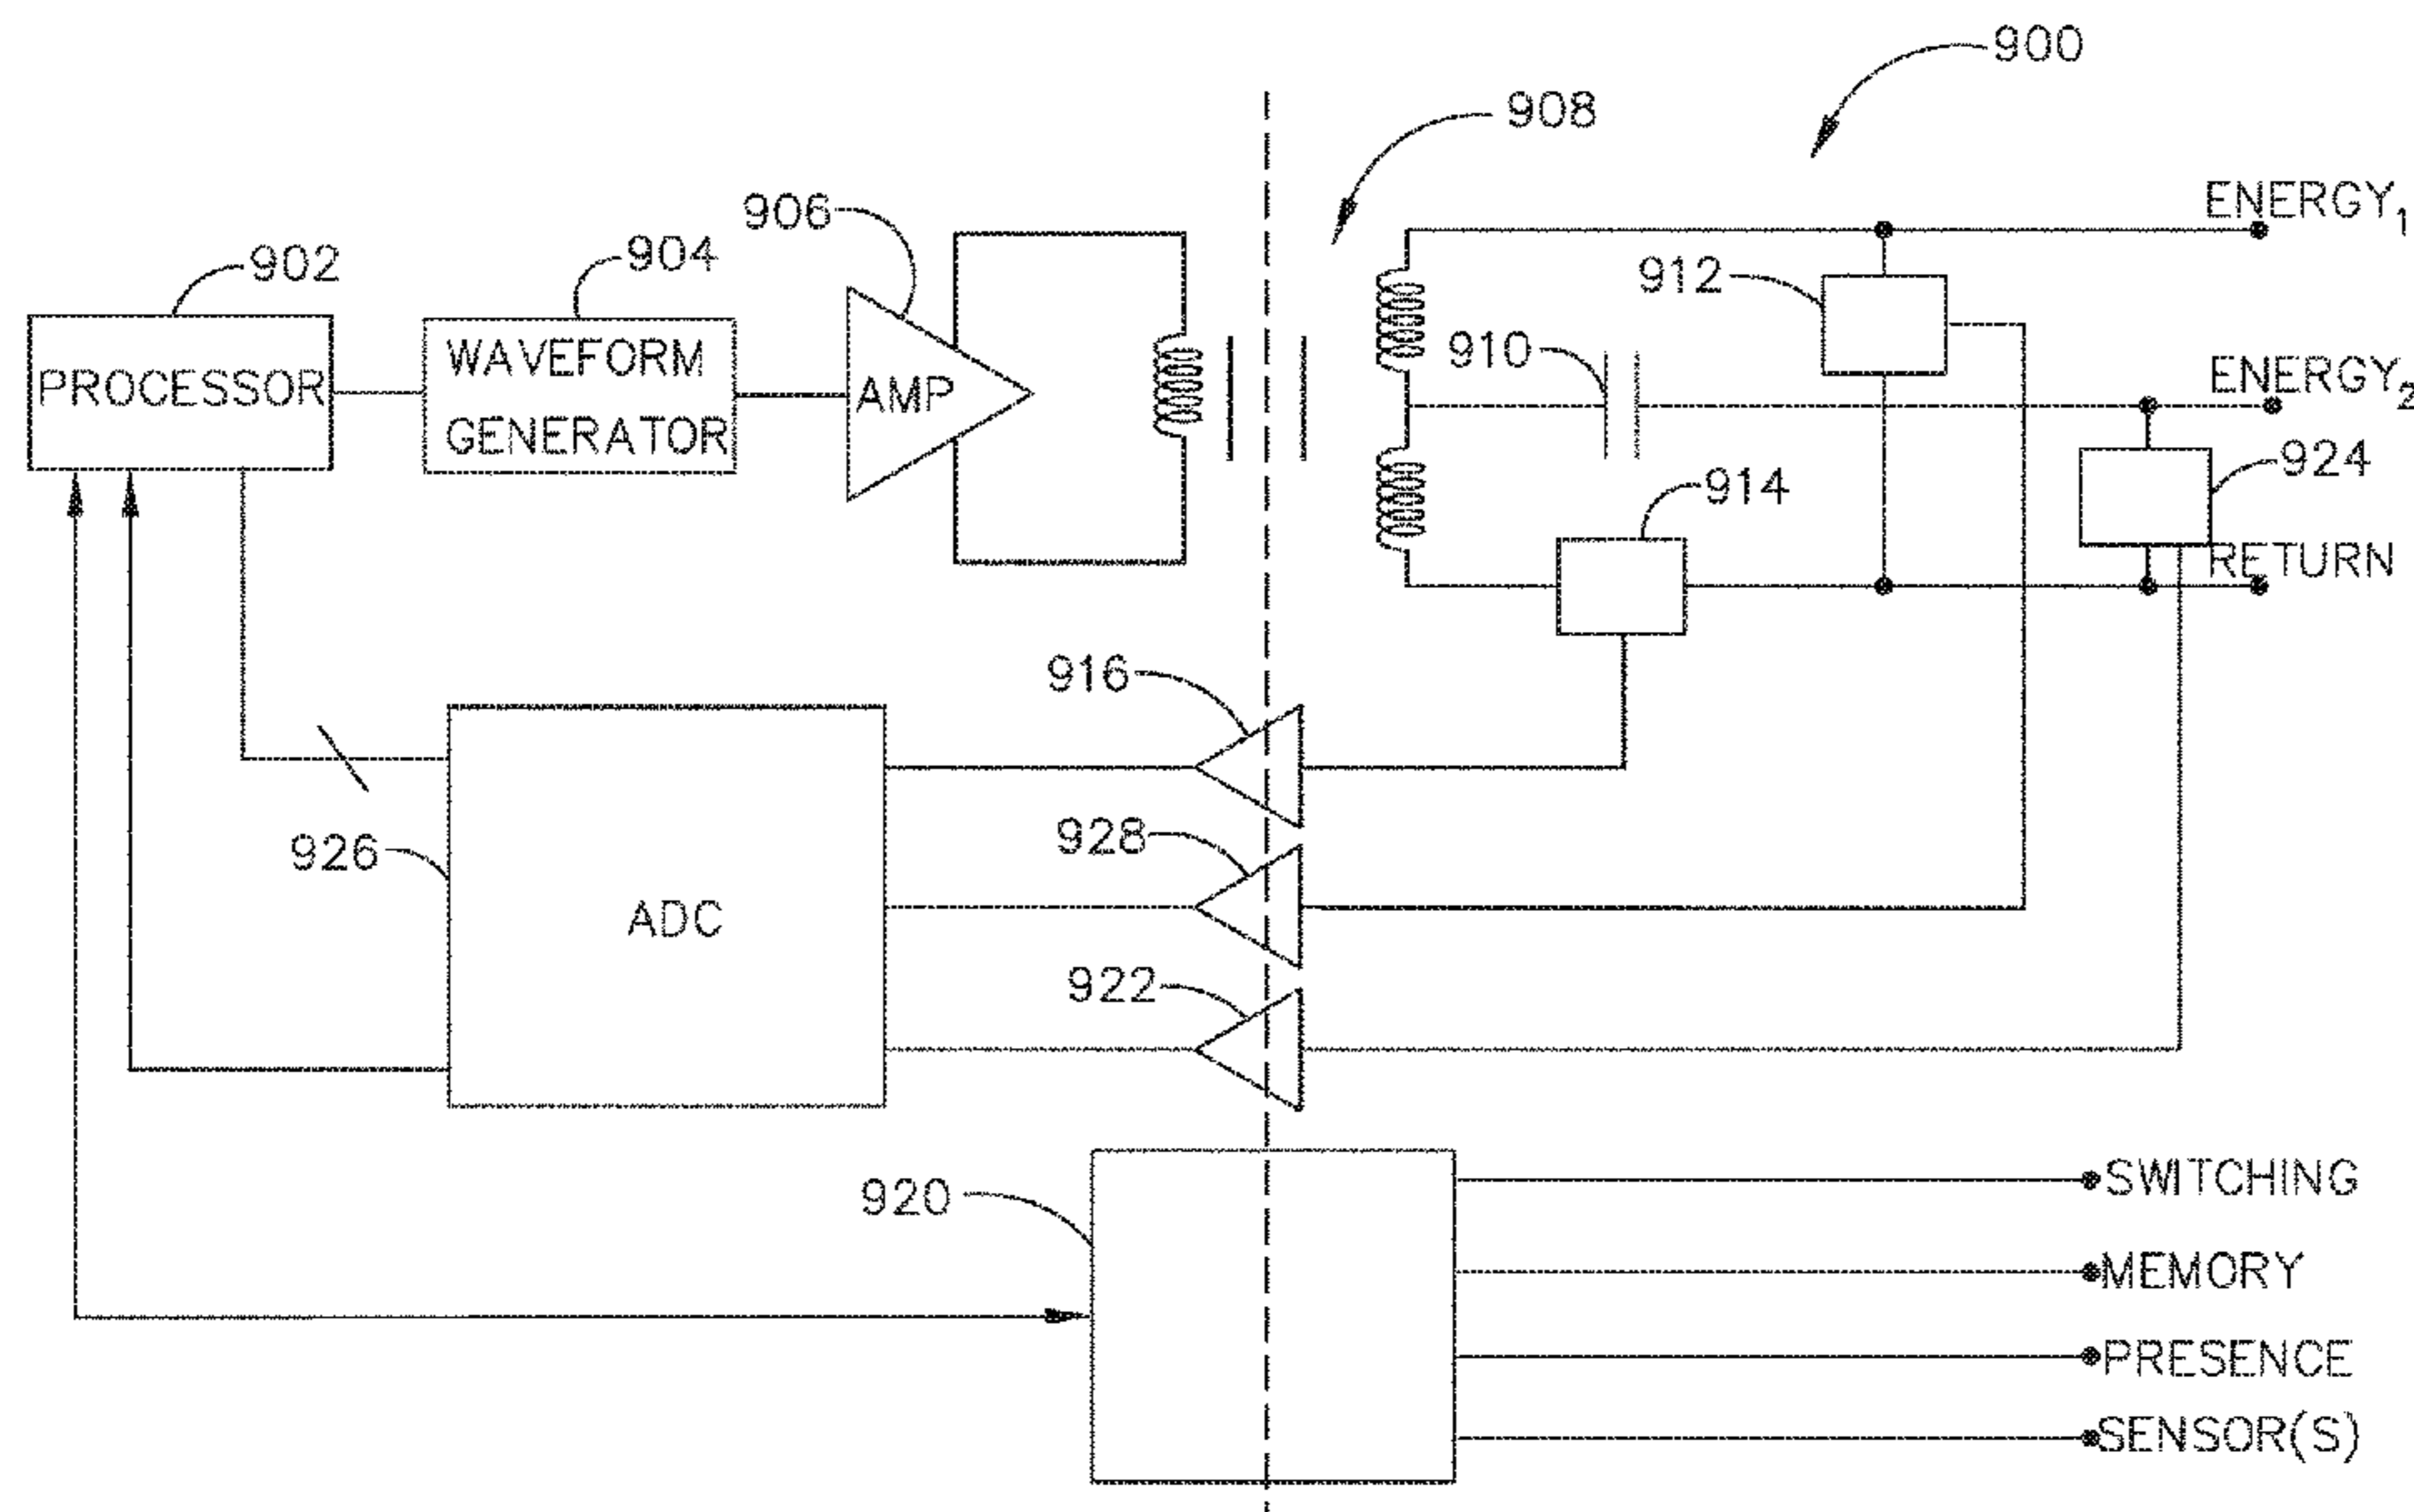 900
908
ENERGY1
906
912
904
902
910
ENERGY2
WAVEFORM
GENERATOR
PROCESSOR
AMP
924
914
RETURN
916
928
926
ADC
922
920
SWITCHING
MEMORY
PRESENCE
SENSOR(S)